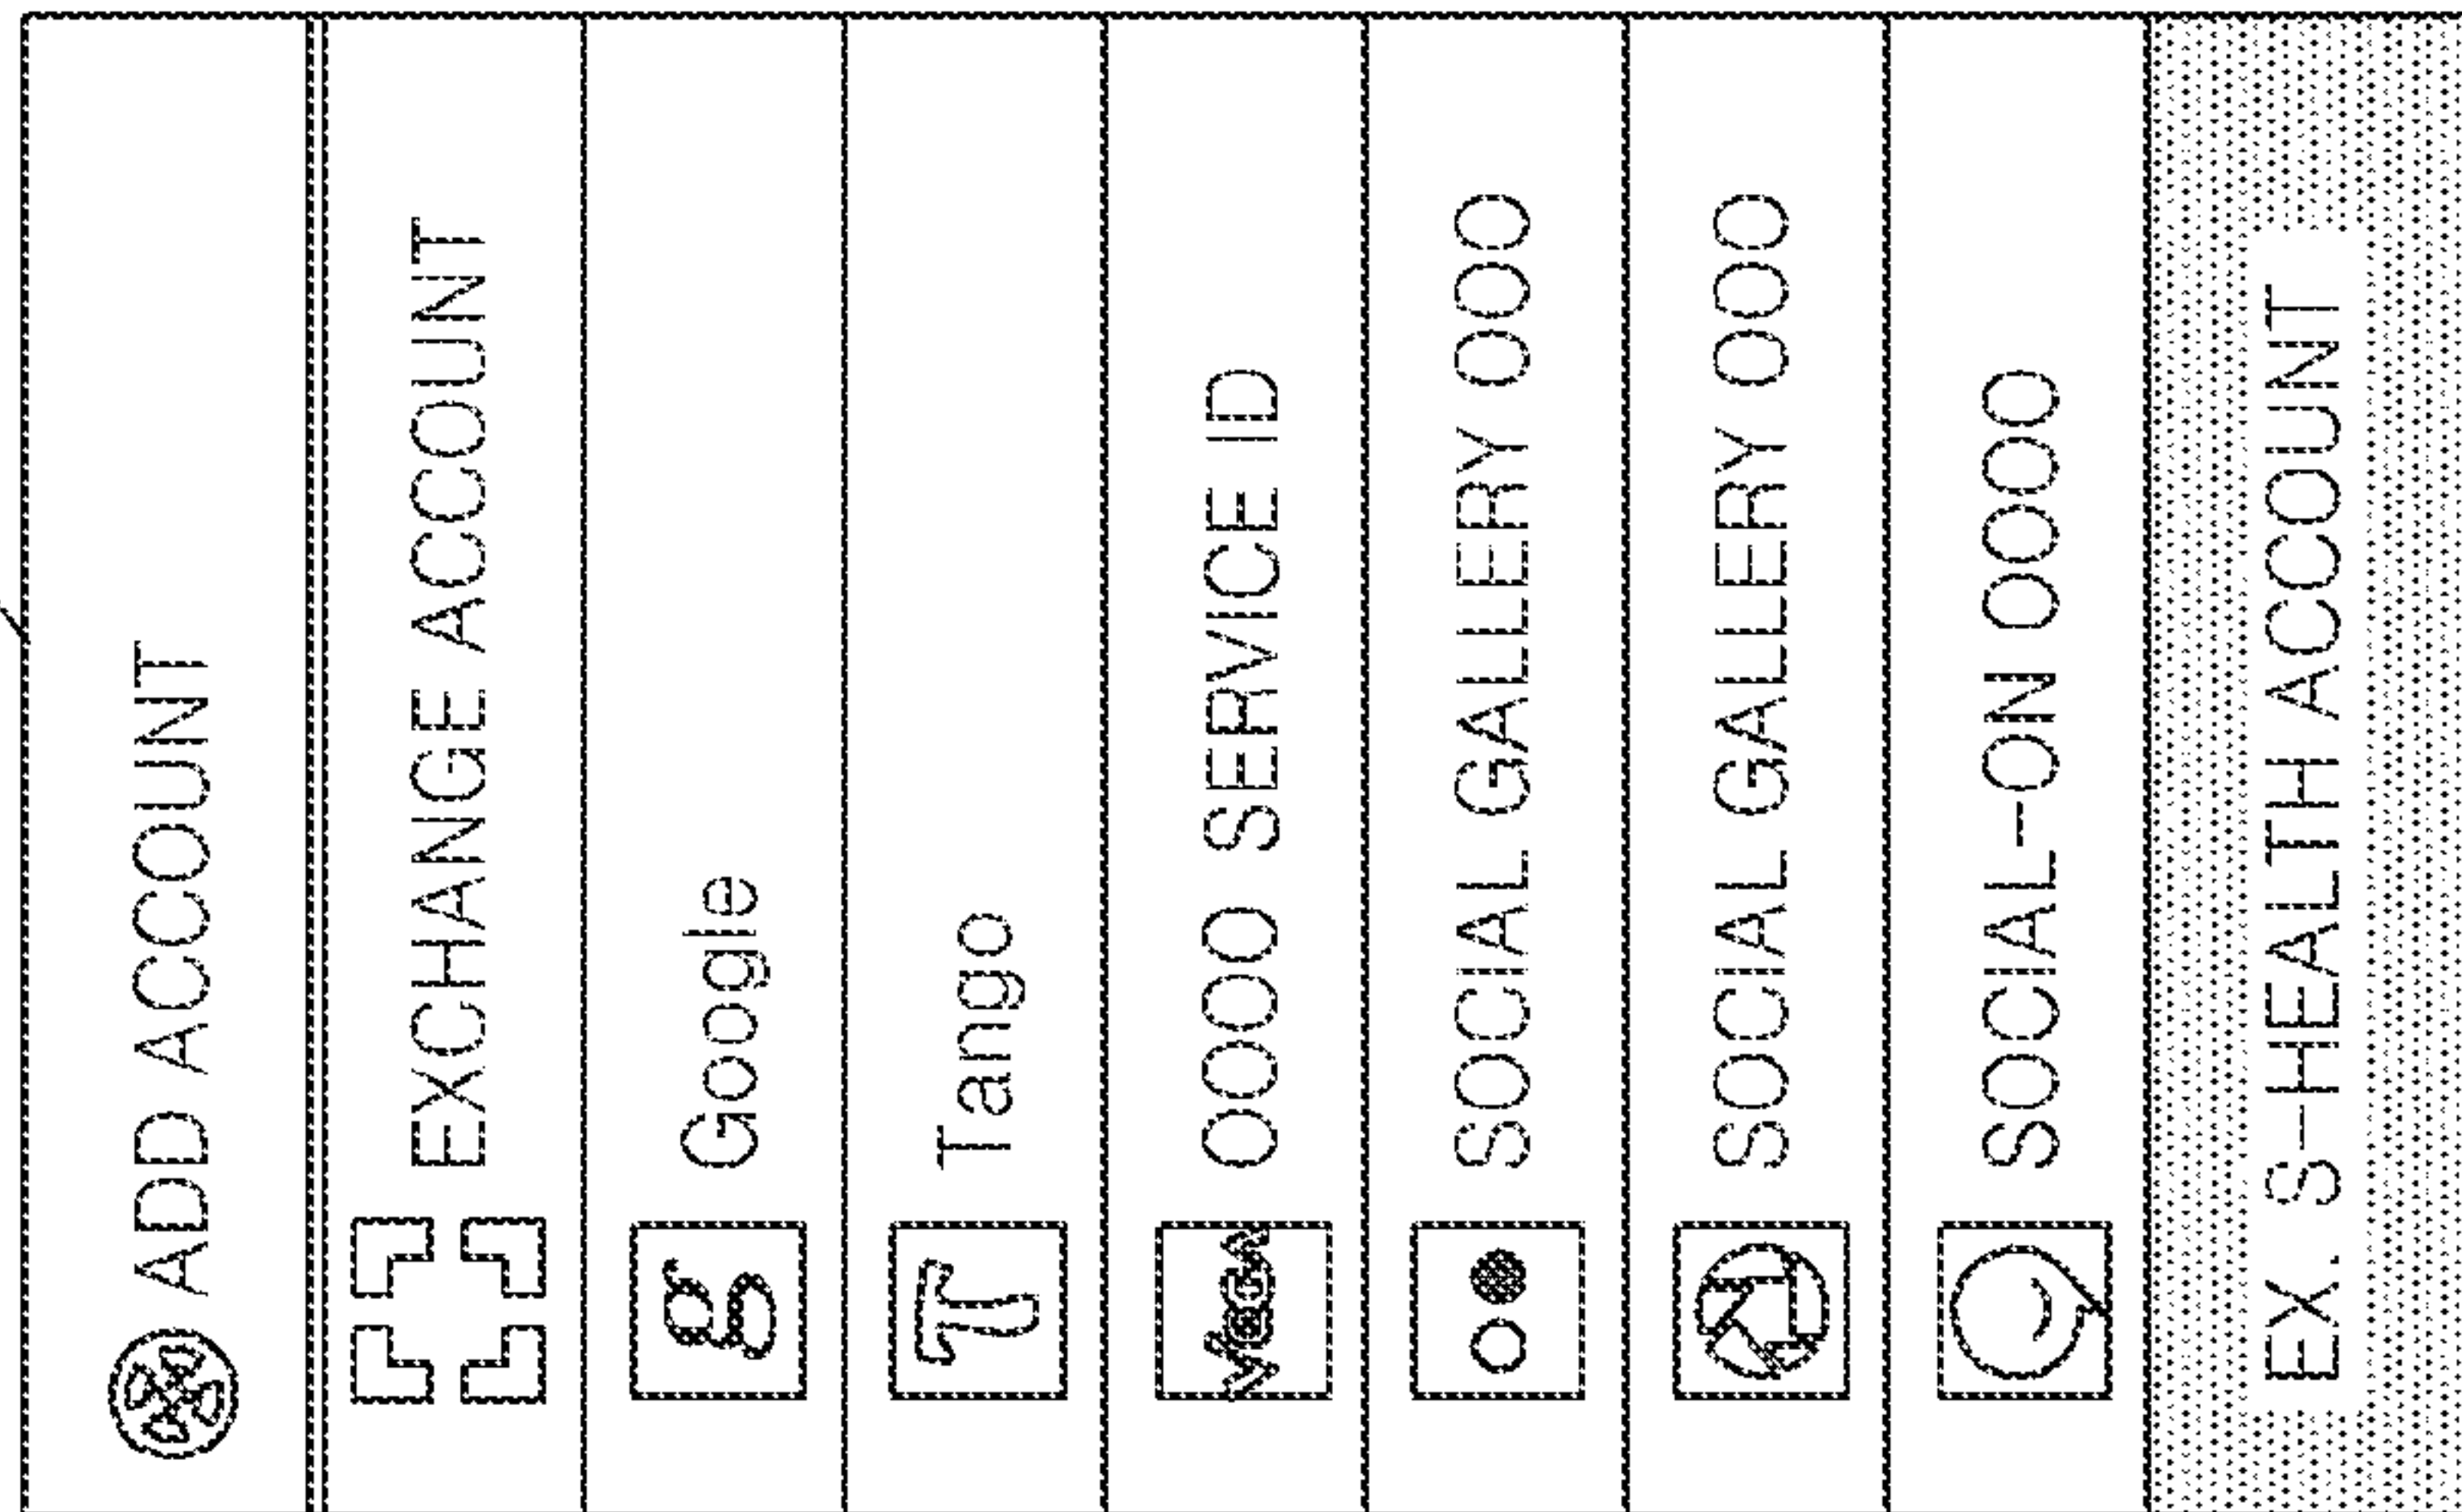 ADD ACCOUNT
EXCHANGE ACCOUNT
g Google
Tango
VEGA OOOO SERVICE ID
SOCIAL GALLERY OOO
SOCIAL GALLERY OOO
SOCIAL-ON OOOO
EX. S-HEALTH ACCOUNT